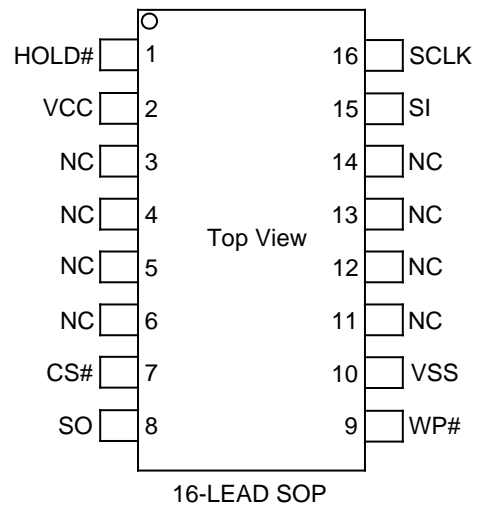 HOLD# 1 16 SCLK
VCC 2 15 SI
NC 3 14 NC
NC 4 13 NC
Top View
NC 5 12 NC
NC 6 11 NC
CS# 7 10 VSS
SO 8 9 WP#
16-LEAD SOP